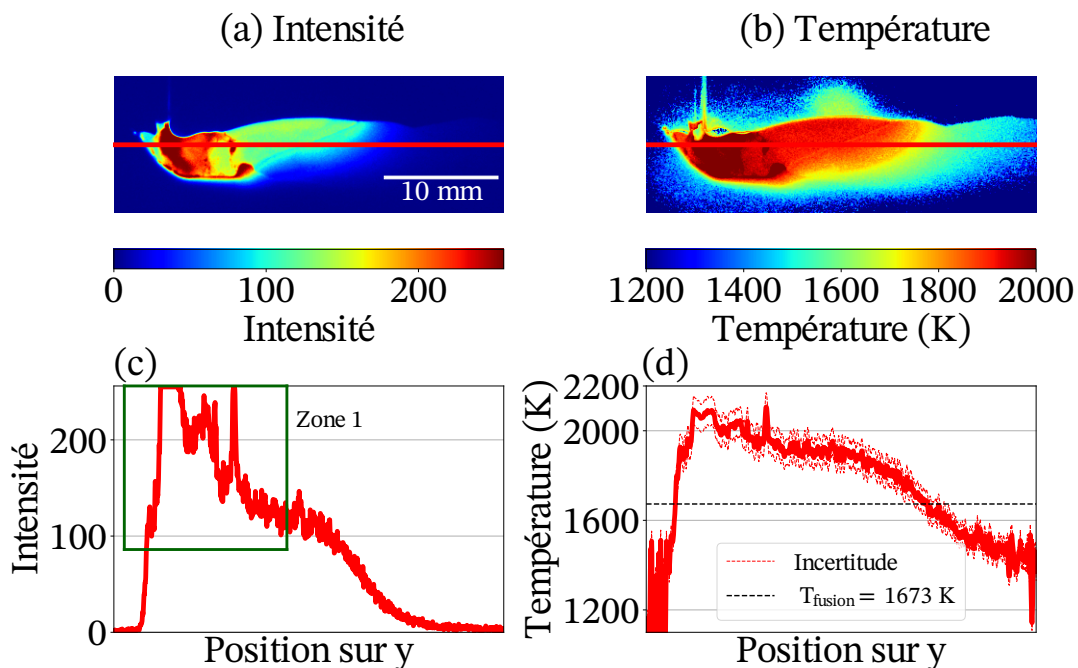 (a) Intensité
(b) Température
10 mm
0 100 200
1200 1400 1600 1800 2000
Intensité
Température (K)
(c)
(d)
Intensité
200
100
0
Zone 1
Position sur y
Température (K)
2200
2000
1600
1100
Incertitude
T_fusion = 1673 K
Position sur y